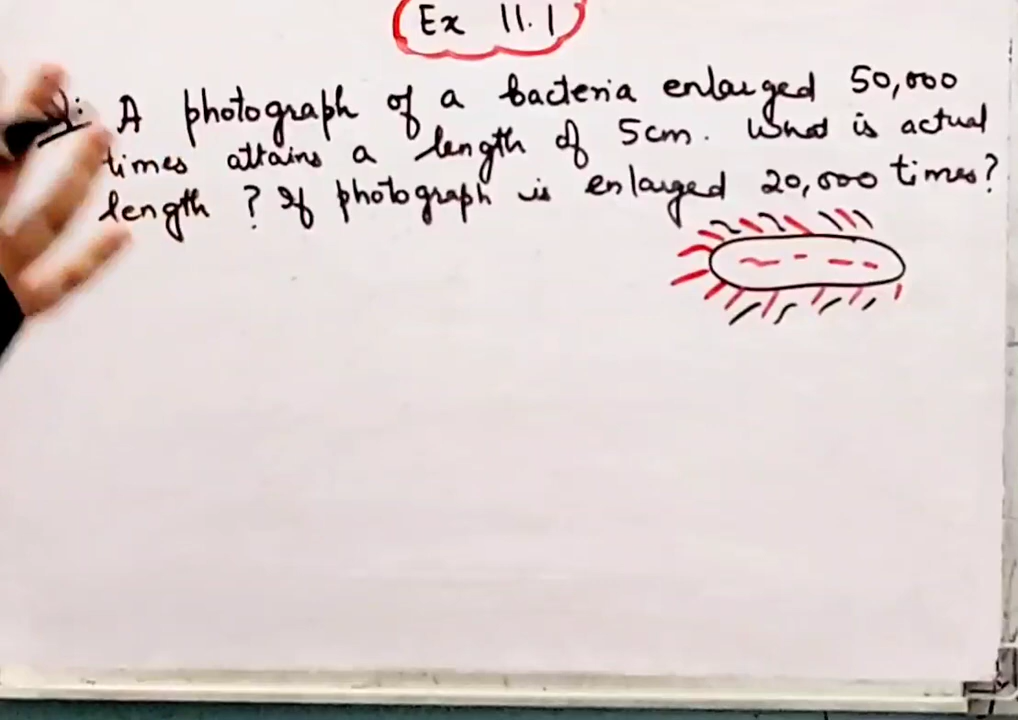 Ex 11.1
Q: A photograph of a bacteria enlarged 50,000
times attains a length of 5cm. What is actual
length ? If photograph is enlarged 20,000 times?